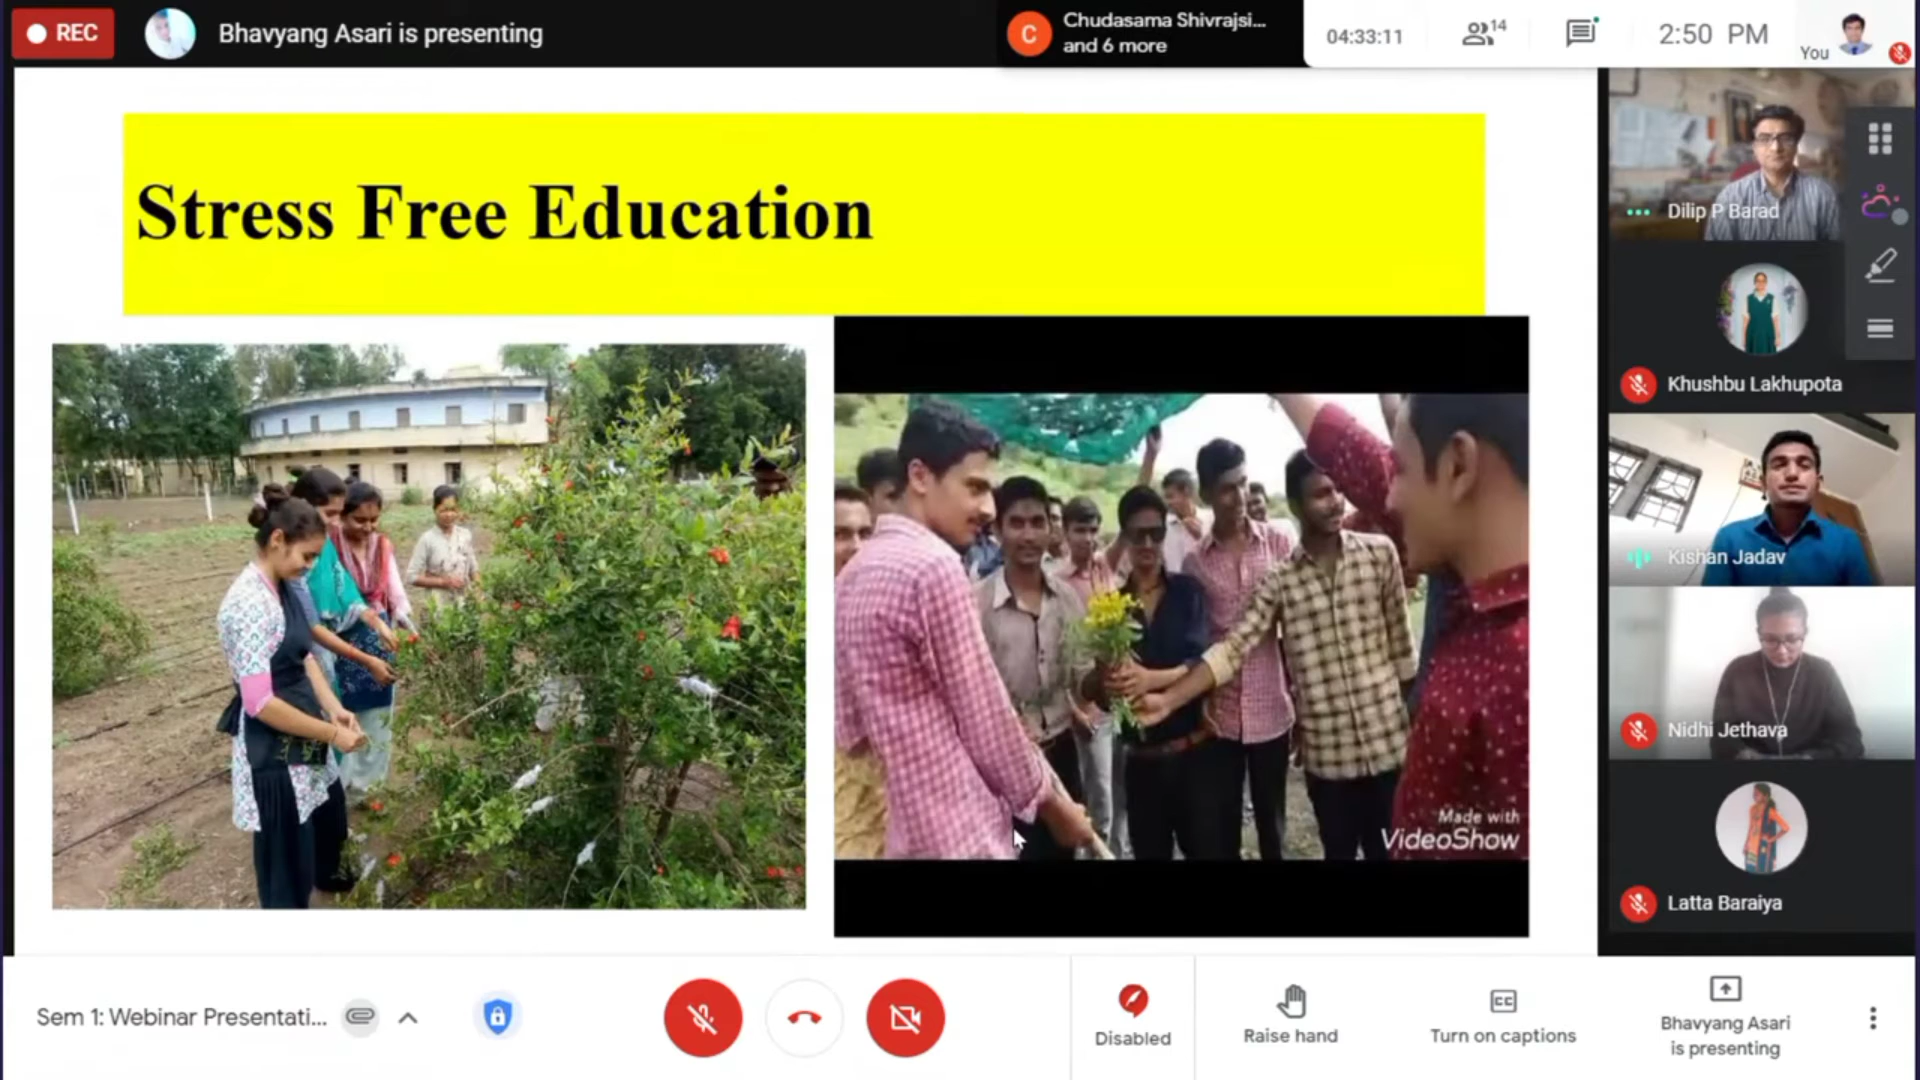 REC
Bhavyang Asari is presenting
C
Chudasama Shivrajsi...
and 6 more
04:33:11
14
2:50 PM
You
Stress Free Education
Dilip P Barad
Khushbu Lakhupota
Kishan Jadav
Nidhi Jethava
Latta Baraiya
Made with
VideoShow
Sem 1: Webinar Presentati...
Disabled
Raise hand
CC
Turn on captions
Bhavyang Asari
is presenting